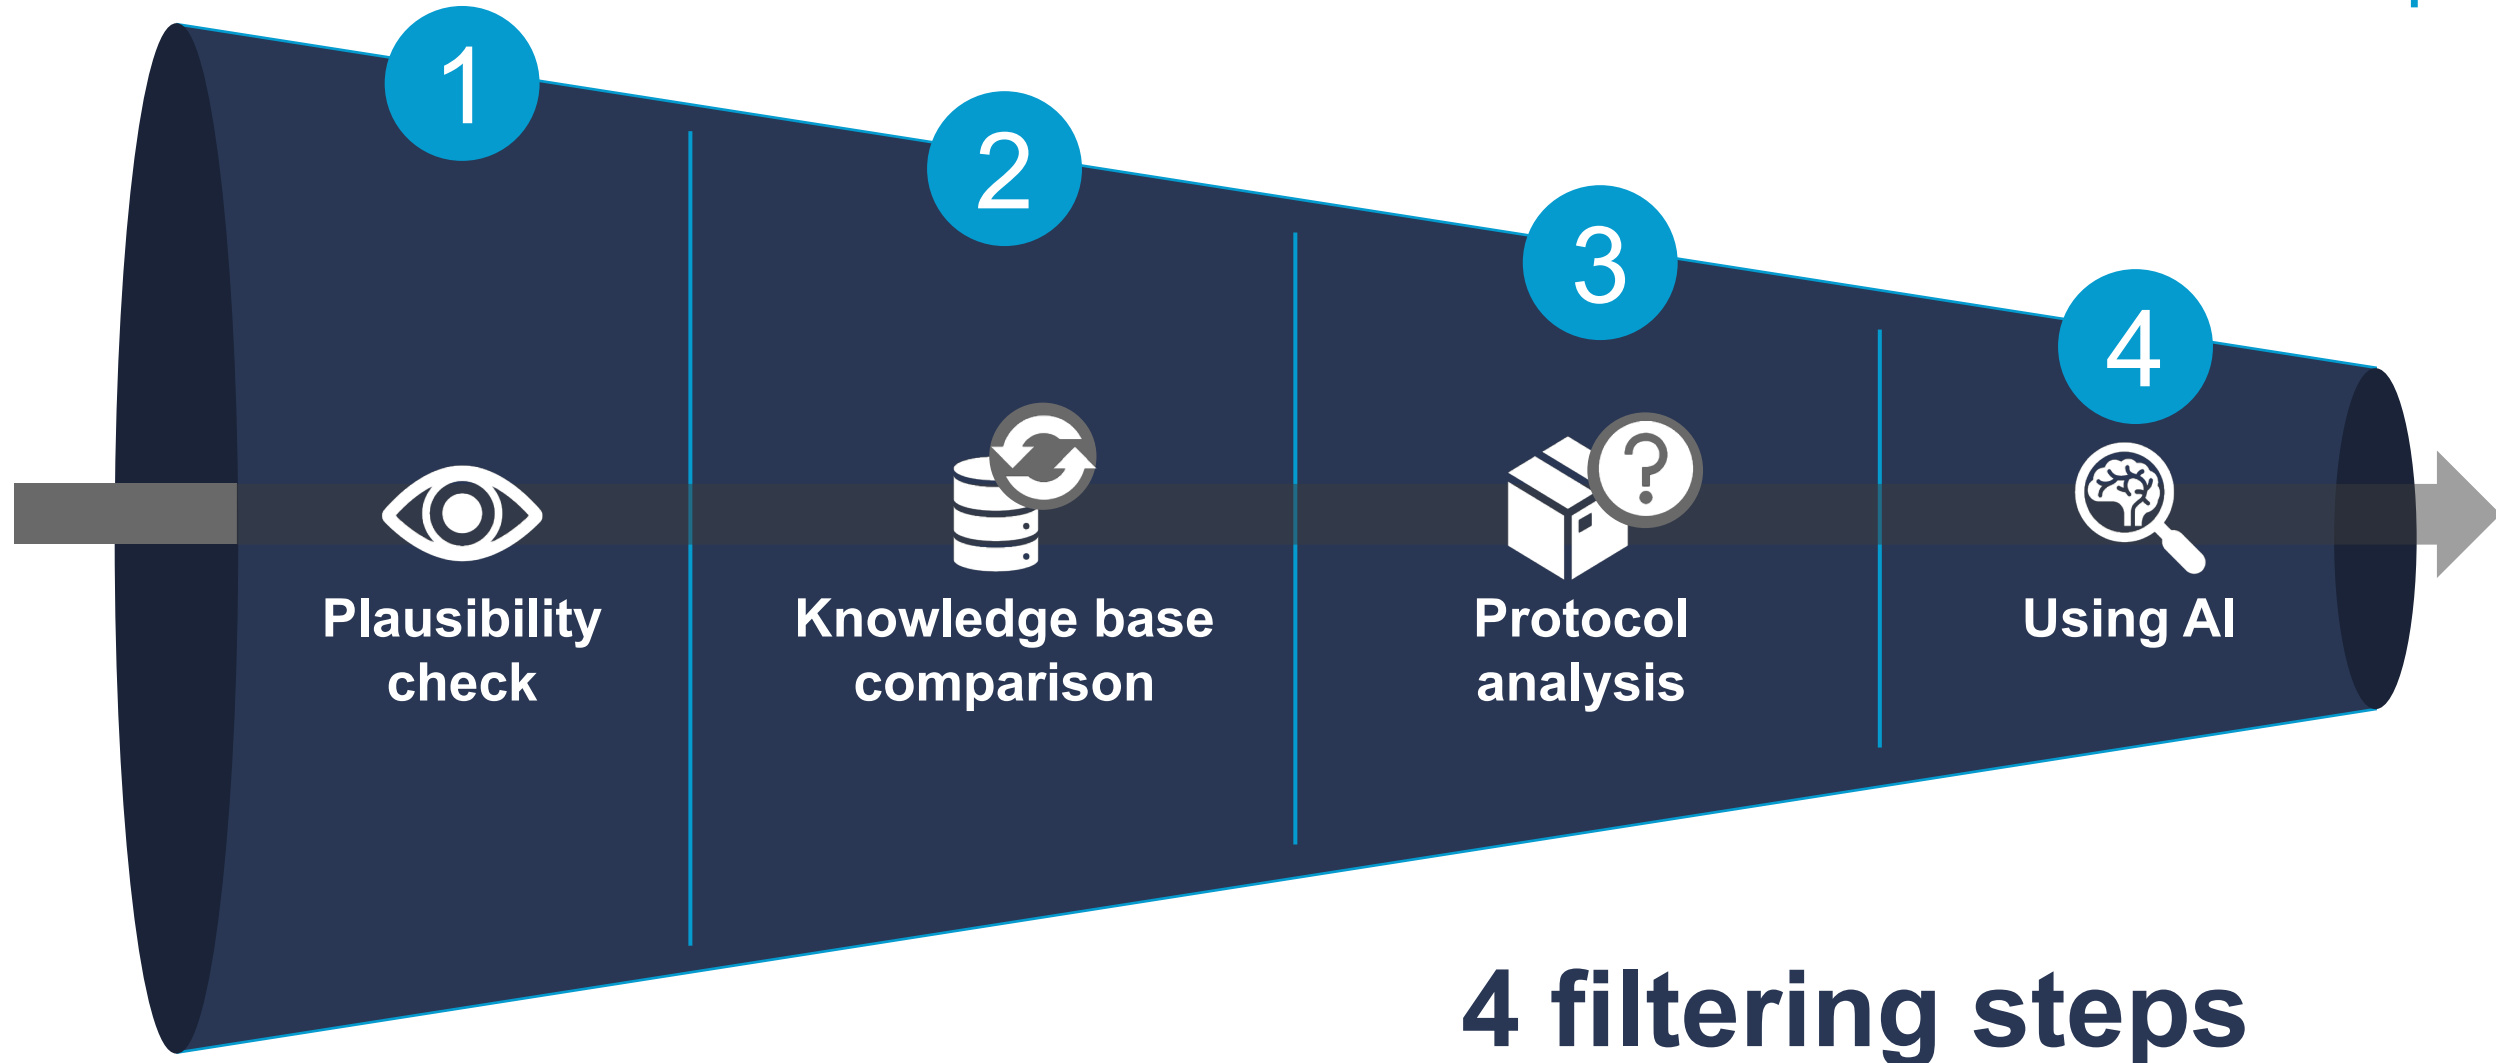 1
2
3
4
Plausibility
check
Knowledge base
comparison
Protocol
analysis
Using AI
4 filtering steps